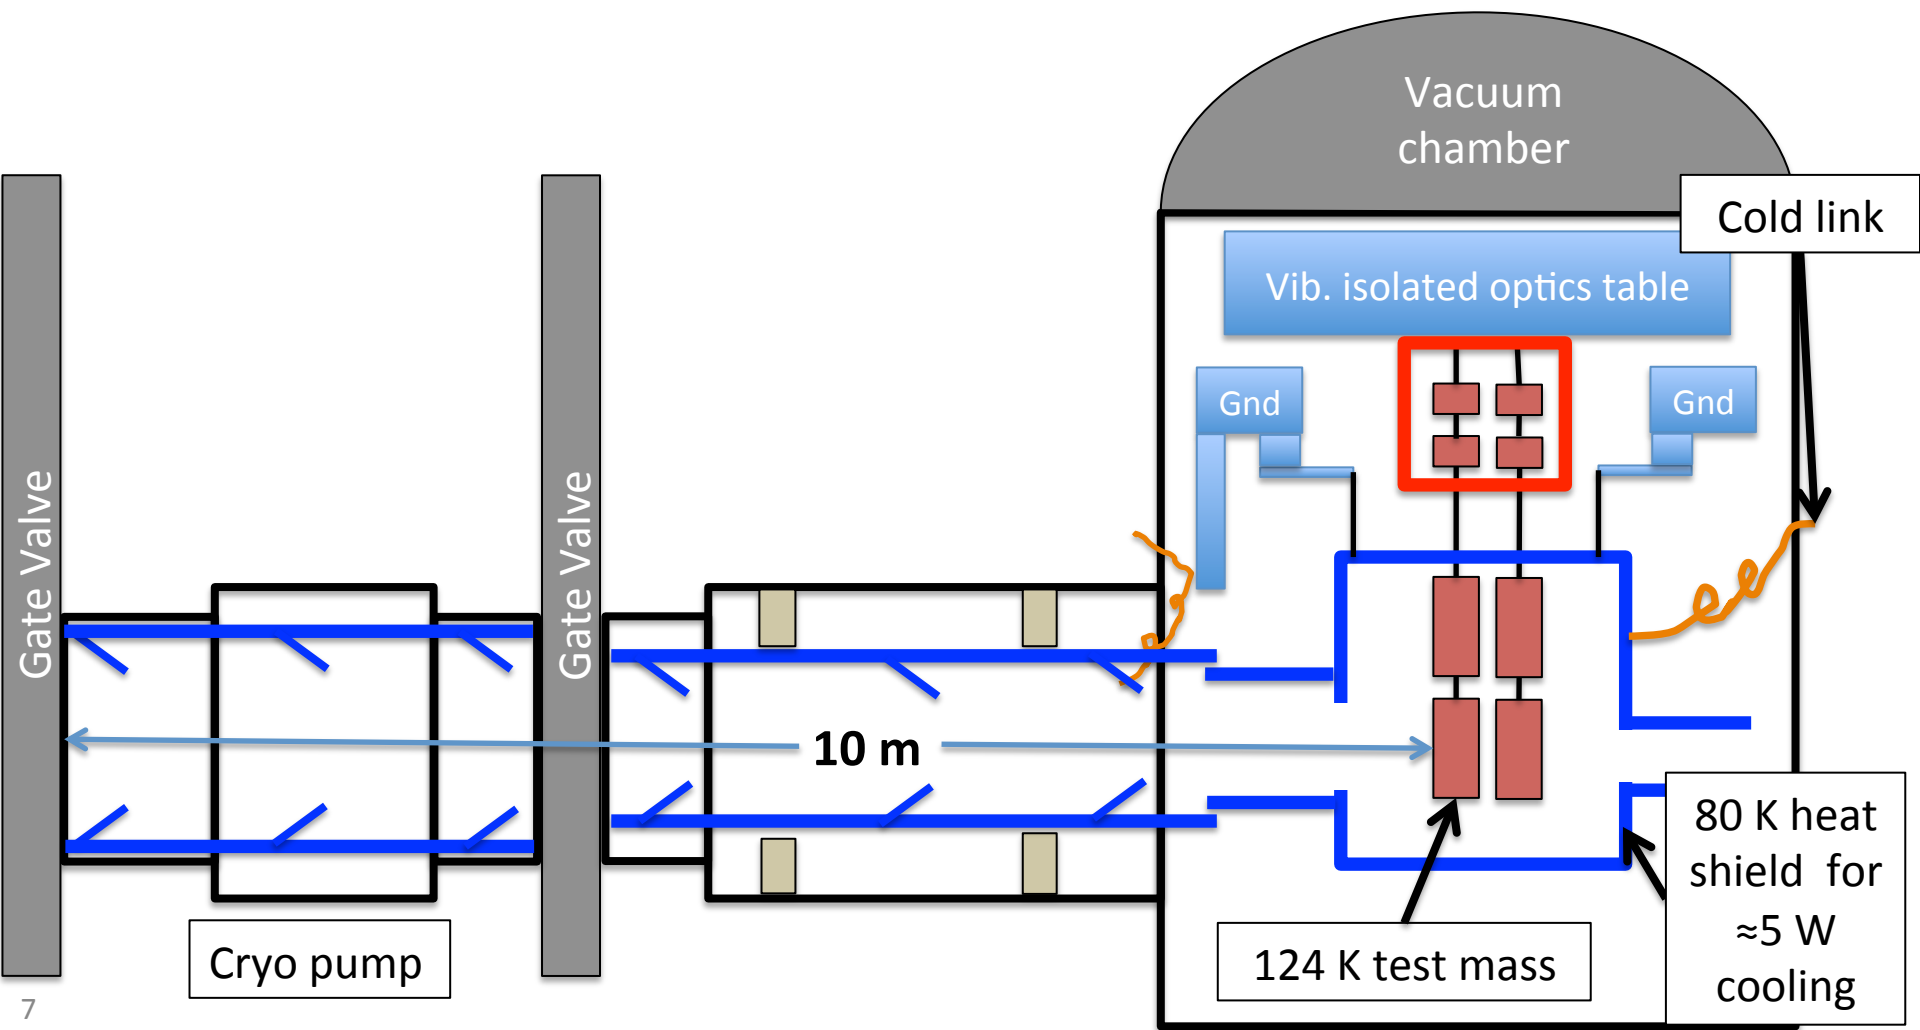 Vacuum
chamber
Cold link
Vib. isolated optics table
Gnd
Gnd
Gate Valve
Gate Valve
10 m
80 K heat
shield for
≈5 W
cooling
124 K test mass
Cryo pump
7